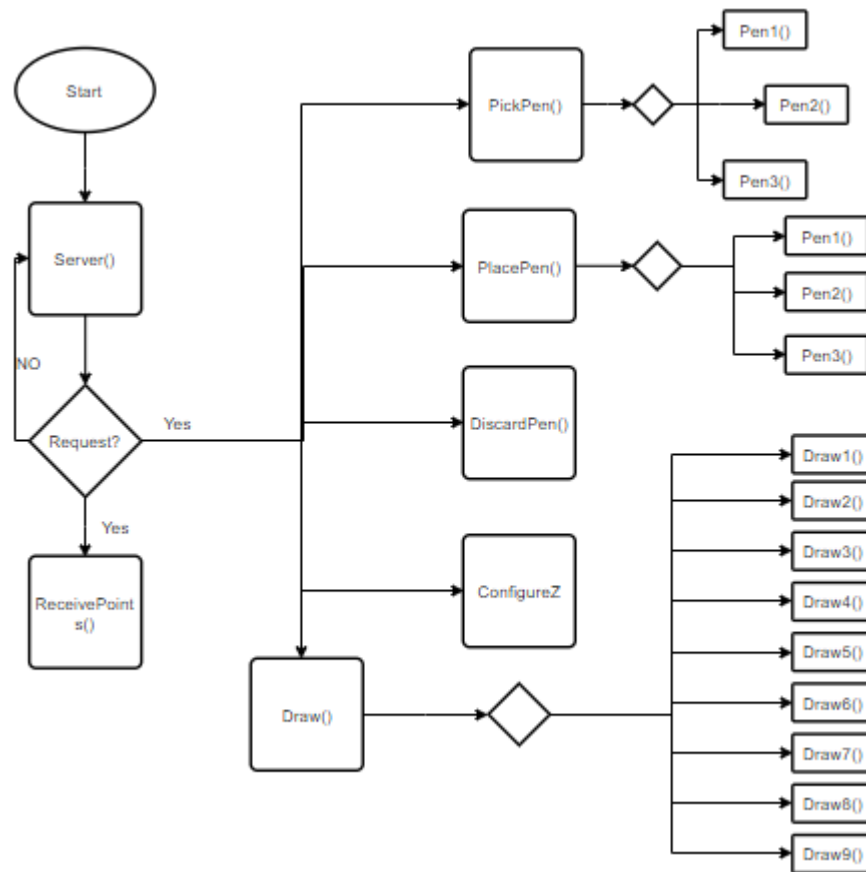 Start
Server()
NO
Request?
Yes
Yes
ReceivePoint
s()
PickPen()
Pen1()
Pen2()
Pen3()
PlacePen()
Pen1()
Pen2()
Pen3()
DiscardPen()
ConfigureZ
Draw()
Draw1()
Draw2()
Draw3()
Draw4()
Draw5()
Draw6()
Draw7()
Draw8()
Draw9()